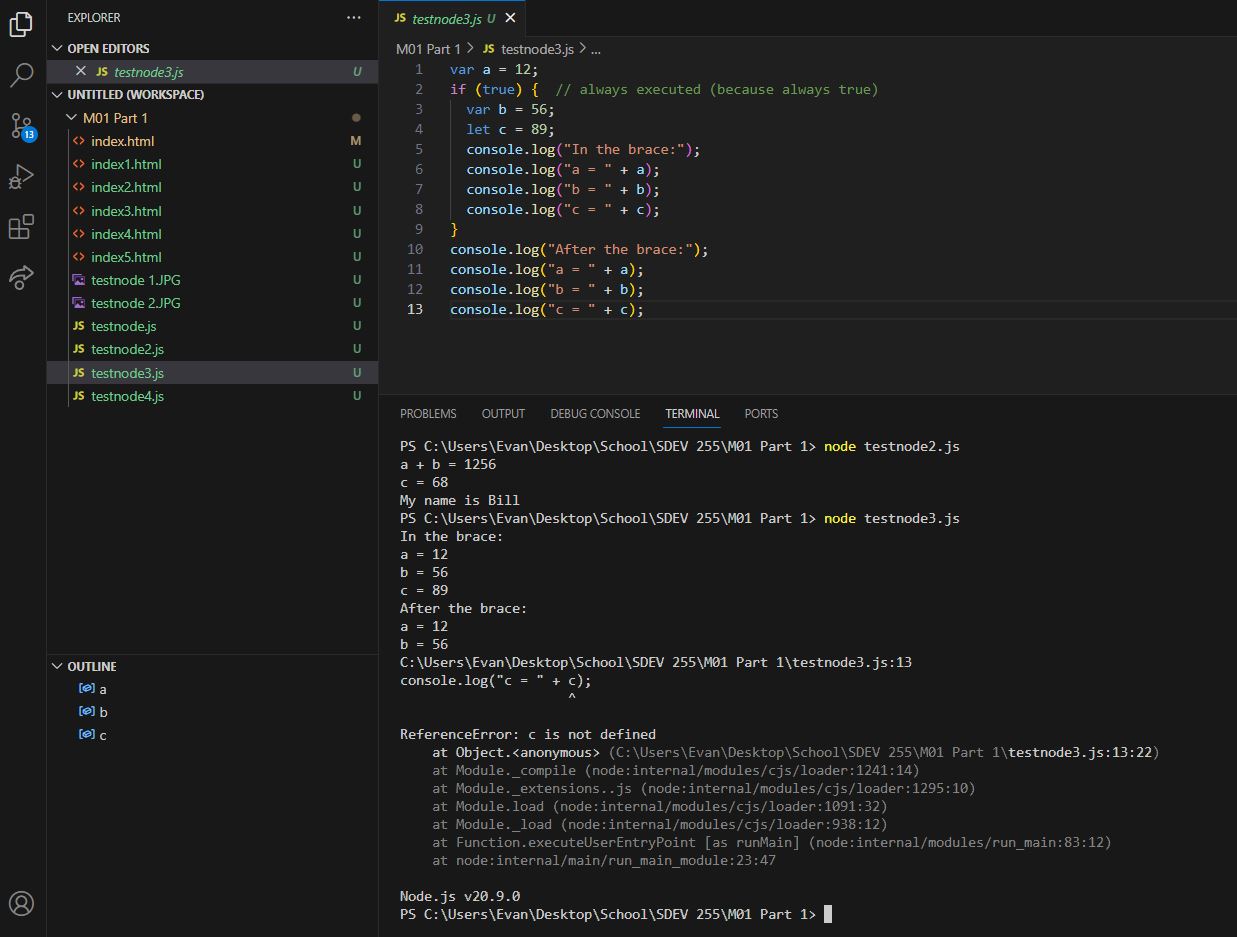 EXPLORER ...
OPEN EDITORS
JS testnode3.js U
UNTITLED (WORKSPACE)
M01 Part 1
index.html M
index1.html U
index2.html U
index3.html U
index4.html U
index5.html U
testnode 1.JPG U
testnode 2.JPG U
JS testnode.js U
JS testnode2.js U
JS testnode3.js U
JS testnode4.js U
13
OUTLINE
a
b
c
JS testnode3.js U
M01 Part 1 > JS testnode3.js > ...
1 var a = 12;
2 if (true) {  // always executed (because always true)
3   var b = 56;
4   let c = 89;
5   console.log("In the brace:");
6   console.log("a = " + a);
7   console.log("b = " + b);
8   console.log("c = " + c);
9 }
10 console.log("After the brace:");
11 console.log("a = " + a);
12 console.log("b = " + b);
13 console.log("c = " + c);
PROBLEMS OUTPUT DEBUG CONSOLE TERMINAL PORTS
PS C:\Users\Evan\Desktop\School\SDEV 255\M01 Part 1> node testnode2.js
a + b = 1256
c = 68
My name is Bill
PS C:\Users\Evan\Desktop\School\SDEV 255\M01 Part 1> node testnode3.js
In the brace:
a = 12
b = 56
c = 89
After the brace:
a = 12
b = 56
C:\Users\Evan\Desktop\School\SDEV 255\M01 Part 1\testnode3.js:13
console.log("c = " + c);
^
ReferenceError: c is not defined
    at Object.<anonymous> (C:\Users\Evan\Desktop\School\SDEV 255\M01 Part 1\testnode3.js:13:22)
    at Module._compile (node:internal/modules/cjs/loader:1241:14)
    at Module._extensions..js (node:internal/modules/cjs/loader:1295:10)
    at Module.load (node:internal/modules/cjs/loader:1091:32)
    at Module._load (node:internal/modules/cjs/loader:938:12)
    at Function.executeUserEntryPoint [as runMain] (node:internal/modules/run_main:83:12)
    at node:internal/main/run_main_module:23:47
Node.js v20.9.0
PS C:\Users\Evan\Desktop\School\SDEV 255\M01 Part 1>